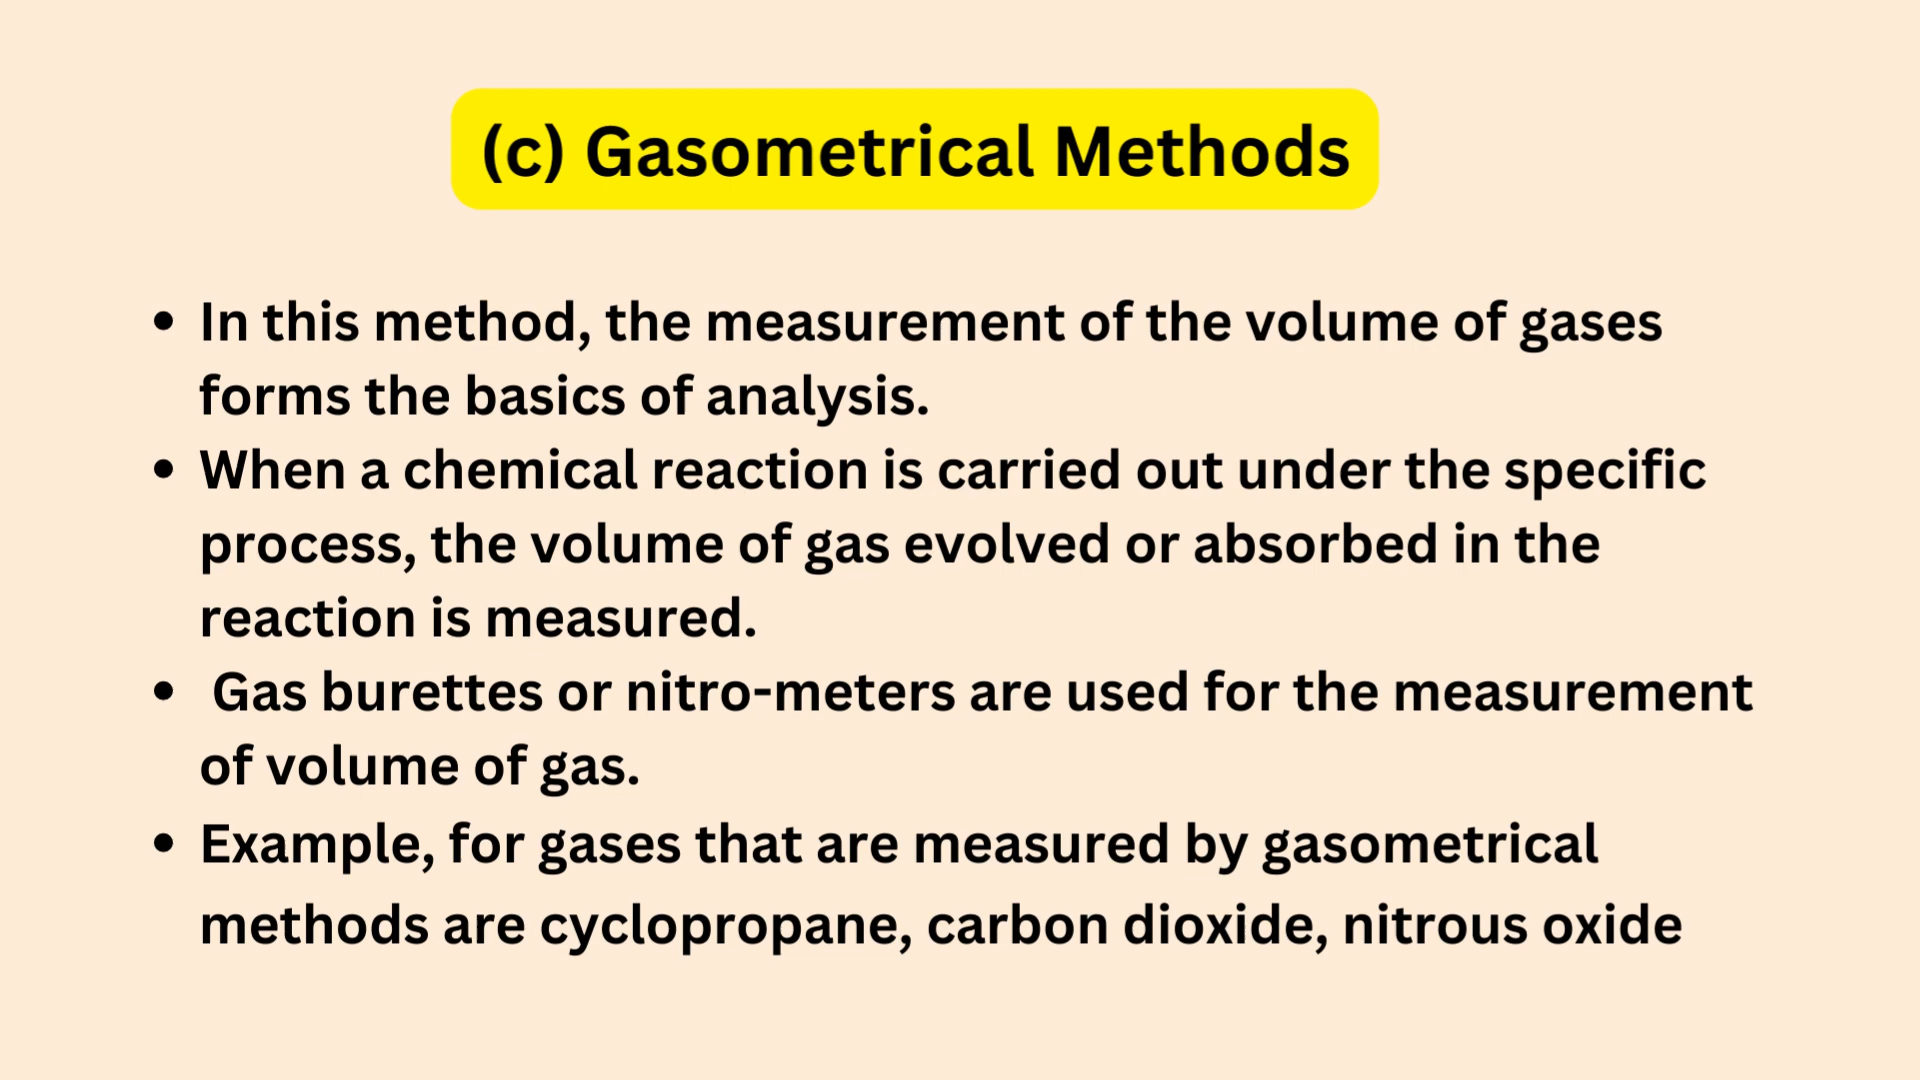 (c) Gasometrical Methods
• In this method, the measurement of the volume of gases
forms the basics of analysis.
• When a chemical reaction is carried out under the specific
process, the volume of gas evolved or absorbed in the
reaction is measured.
• Gas burettes or nitro-meters are used for the measurement
of volume of gas.
• Example, for gases that are measured by gasometrical
methods are cyclopropane, carbon dioxide, nitrous oxide